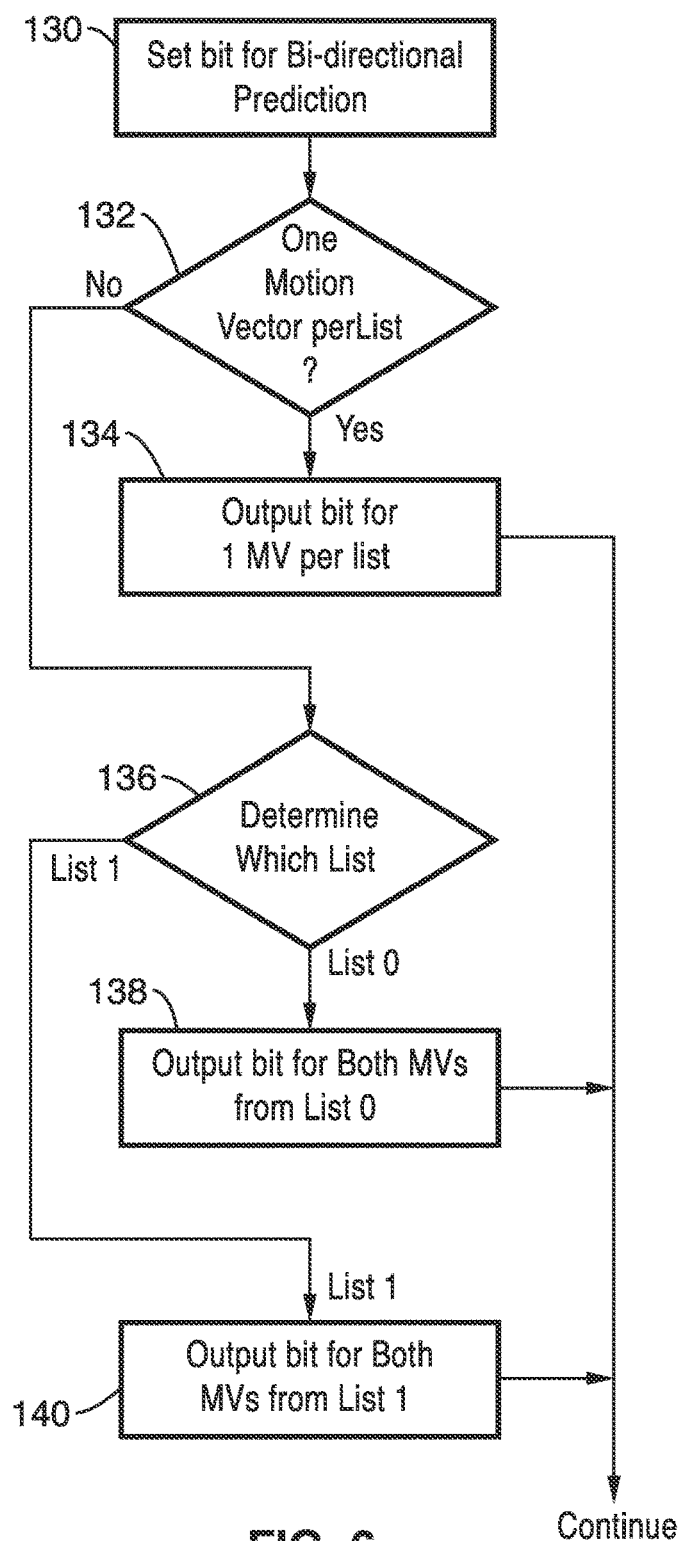 130
Set bit for Bi-directional
Prediction
132
One
Motion
Vector perList
?
No
Yes
134
Output bit for
1 MV per list
136
Determine
Which List
List 1
List 0
138
Output bit for Both MVs
from List 0
List 1
Output bit for Both
MVs from List 1
140
Continue